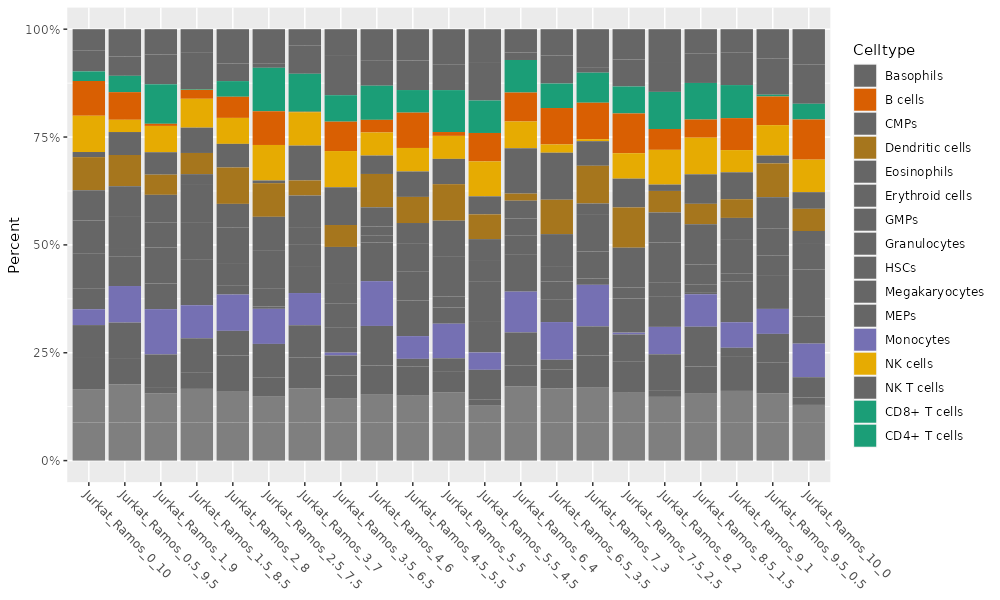 Percent
100%
75%
50%
25%
0%
Jurkat_Ramos_0_10
Jurkat_Ramos_0.5_9.5
Jurkat_Ramos_1_9
Jurkat_Ramos_1.5_8.5
Jurkat_Ramos_2_8
Jurkat_Ramos_2.5_7.5
Jurkat_Ramos_3_7
Jurkat_Ramos_3.5_6.5
Jurkat_Ramos_4_6
Jurkat_Ramos_4.5_5.5
Jurkat_Ramos_5_5
Jurkat_Ramos_5.5_4.5
Jurkat_Ramos_6_4
Jurkat_Ramos_6.5_3.5
Jurkat_Ramos_7_3
Jurkat_Ramos_7.5_2.5
Jurkat_Ramos_8_2
Jurkat_Ramos_8.5_1.5
Jurkat_Ramos_9_1
Jurkat_Ramos_9.5_0.5
Jurkat_Ramos_10_0
Celltype
Basophils
B cells
CMPs
Dendritic cells
Eosinophils
Erythroid cells
GMPs
Granulocytes
HSCs
Megakaryocytes
MEPs
Monocytes
NK cells
NK T cells
CD8+ T cells
CD4+ T cells